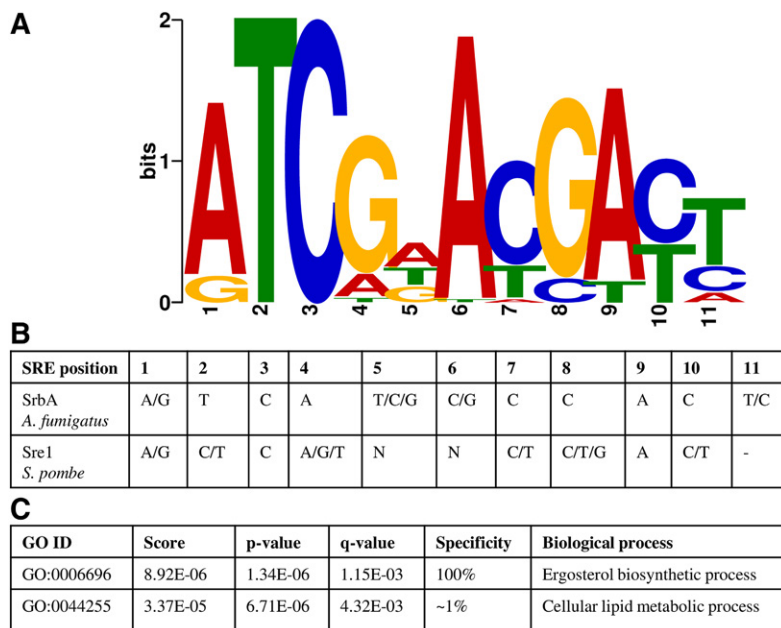 A
2
bits
1
0
A T C G A A C G A C T
G A T T C T T C
T G T A A
1 2 3 4 5 6 7 8 9 10 11
B
SRE position 1 2 3 4 5 6 7 8 9 10 11
SrbA A/G T C A T/C/G C/G C C A C T/C
A. fumigatus
Sre1 A/G C/T C A/G/T N N C/T C/T/G A C/T -
S. pombe
C
GO ID Score p-value q-value Specificity Biological process
GO:0006696 8.92E-06 1.34E-06 1.15E-03 100% Ergosterol biosynthetic process
GO:0044255 3.37E-05 6.71E-06 4.32E-03 ~1% Cellular lipid metabolic process